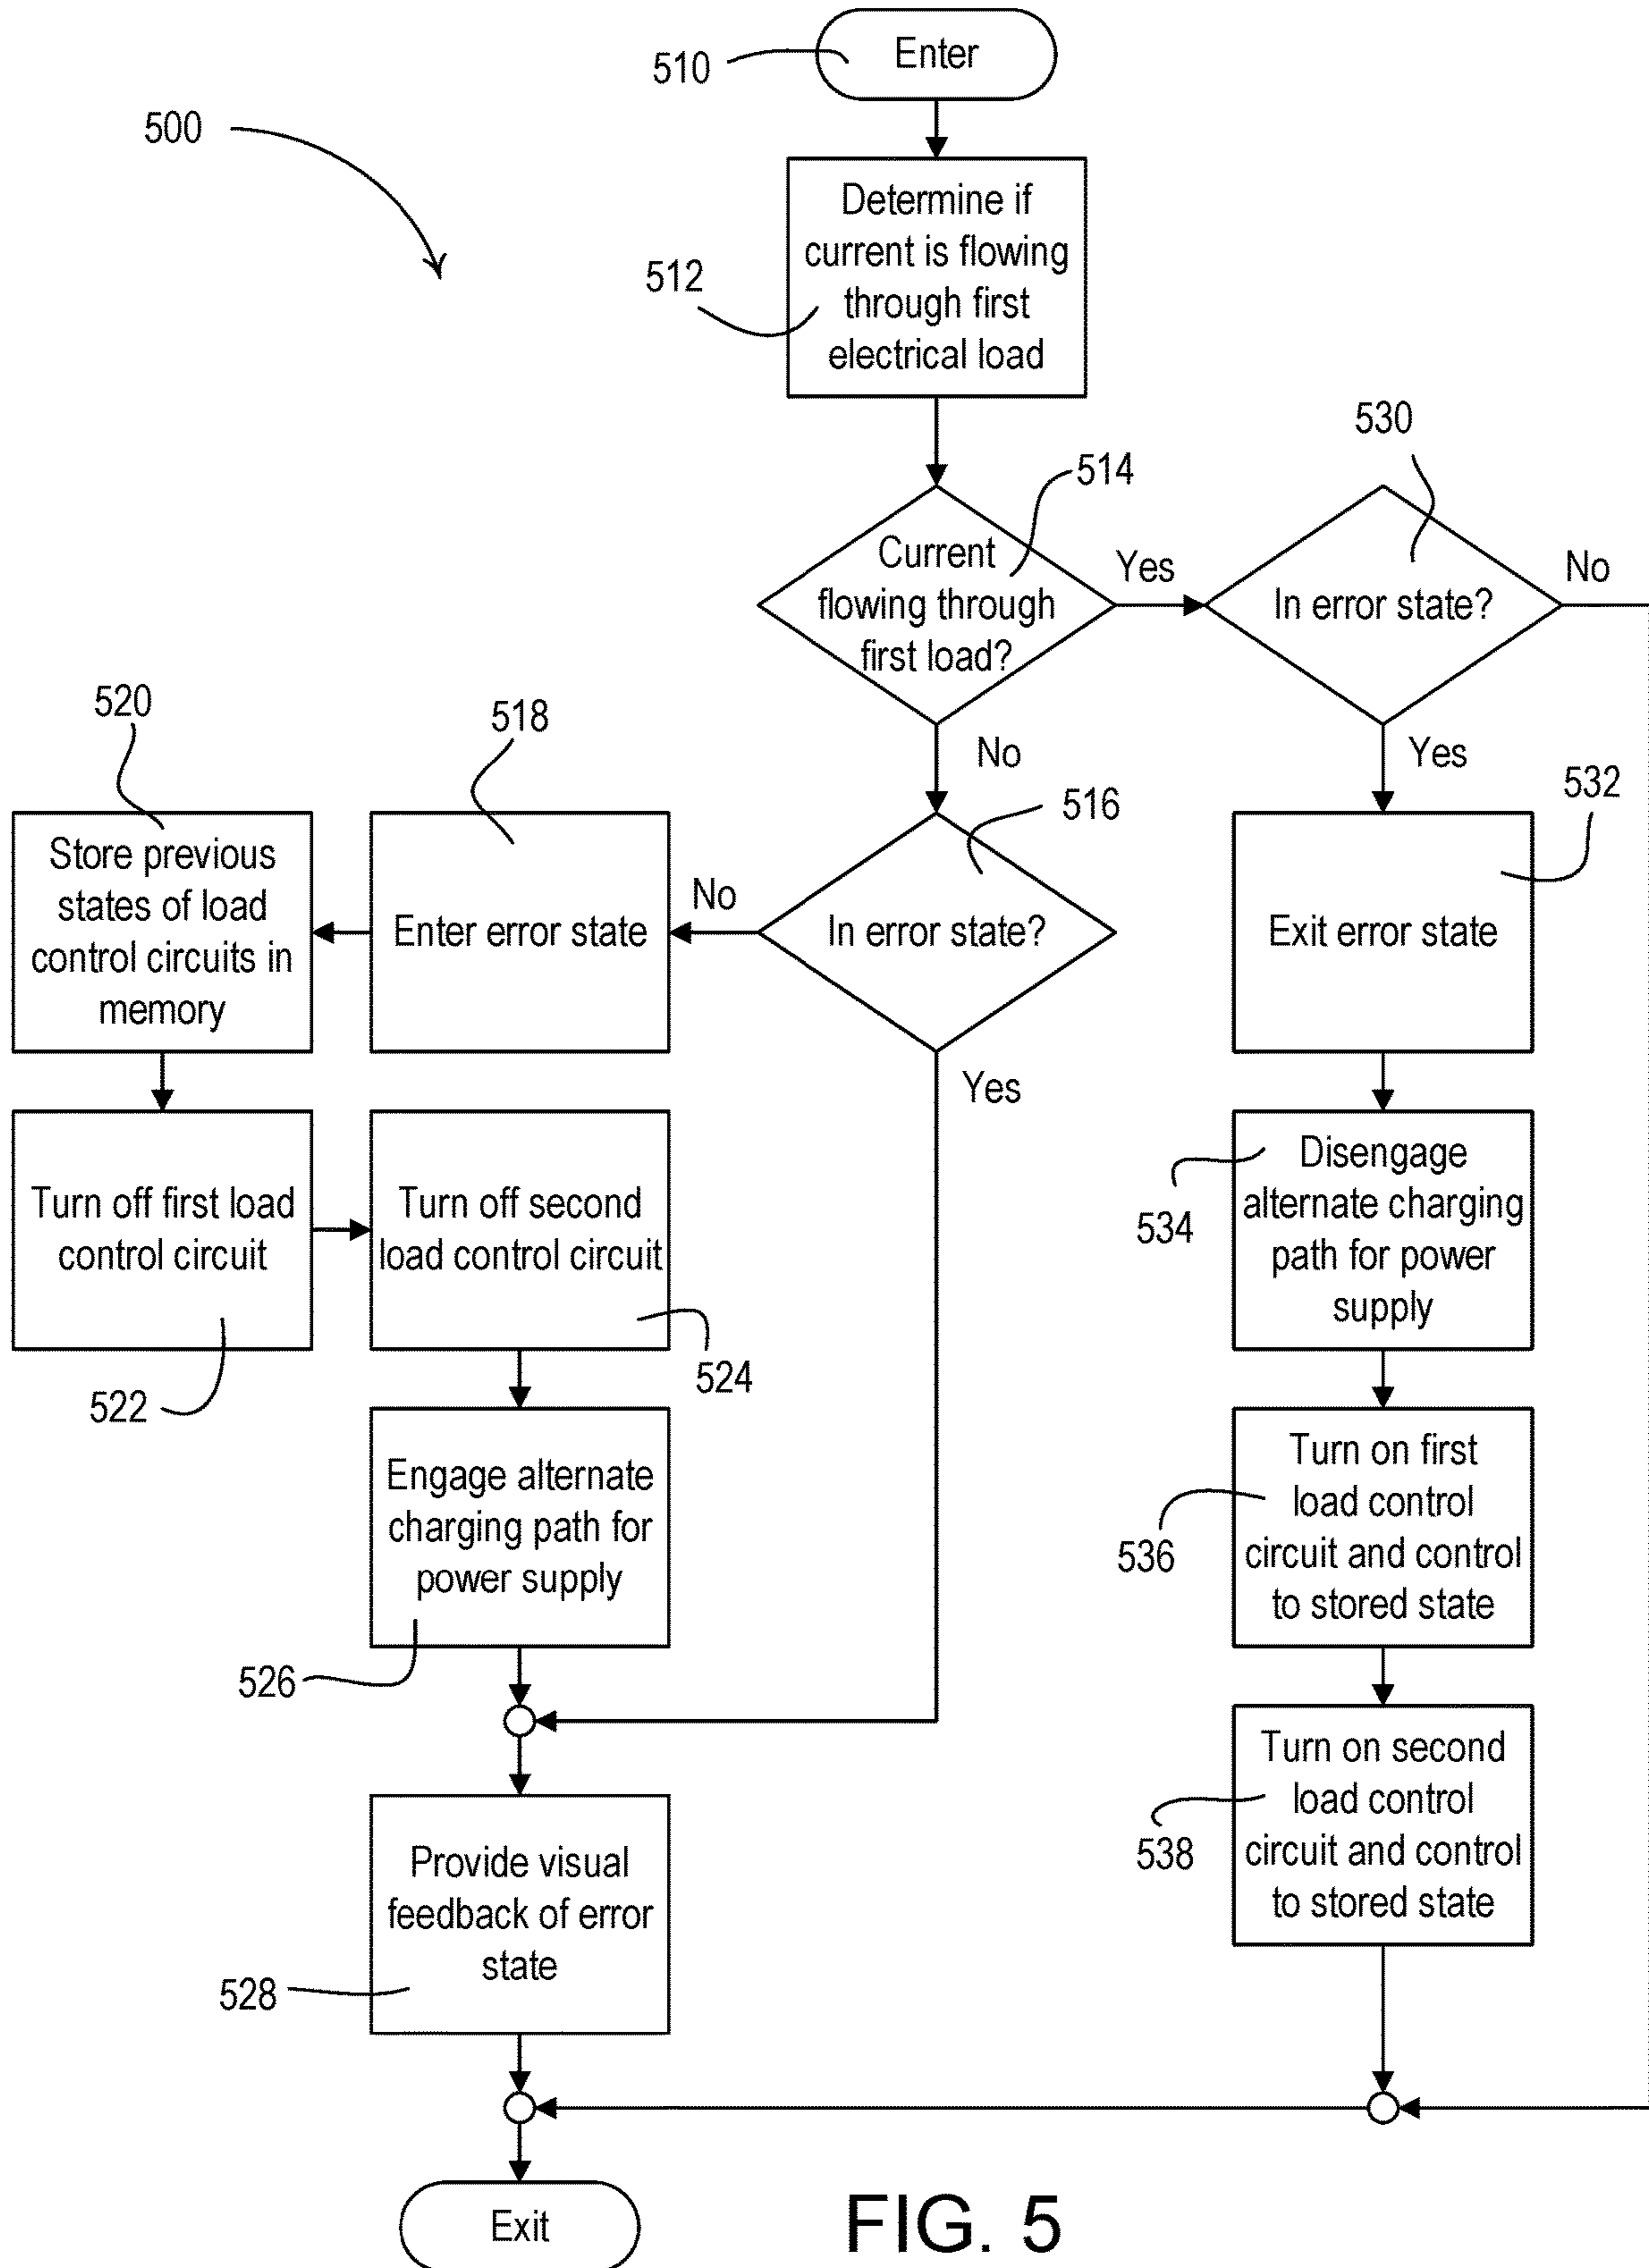 Enter
510
500
Determine if
current is flowing
through first
electrical load
512
530
514
Current
flowing through
first load?
Yes
In error state?
No
520
518
No
Yes
532
516
Store previous
states of load
control circuits in
memory
Enter error state
No
In error state?
Exit error state
Yes
Turn off first load
control circuit
Turn off second
load control circuit
Disengage
alternate charging
path for power
supply
534
522
524
Engage alternate
charging path for
power supply
Turn on first
load control
circuit and control
to stored state
536
526
Turn on second
load control
circuit and control
to stored state
538
Provide visual
feedback of error
state
528
Exit
FIG. 5